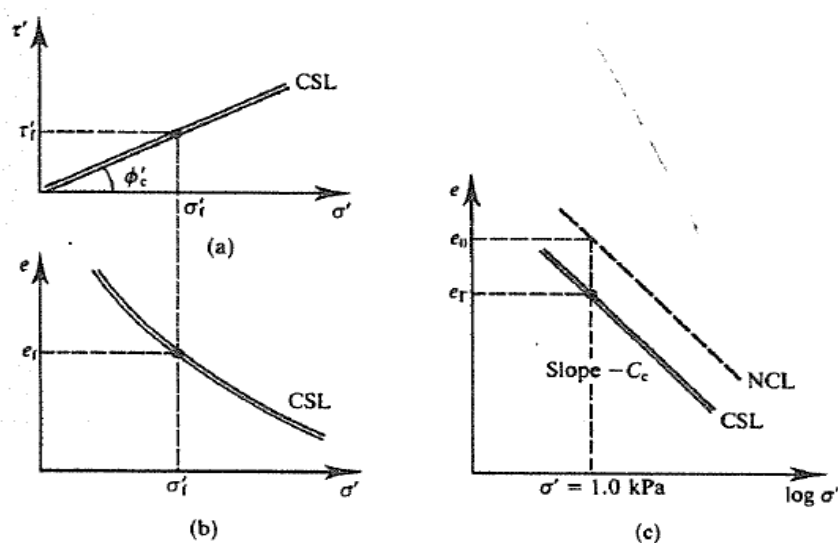 τ′
CSL
τ′f
ϕ′c
σ′f
σ′
(a)
e
ef
CSL
σ′f
σ′
(b)
e
e0
eΓ
Slope −Cc
NCL
CSL
σ′ = 1.0 kPa
log σ′
(c)